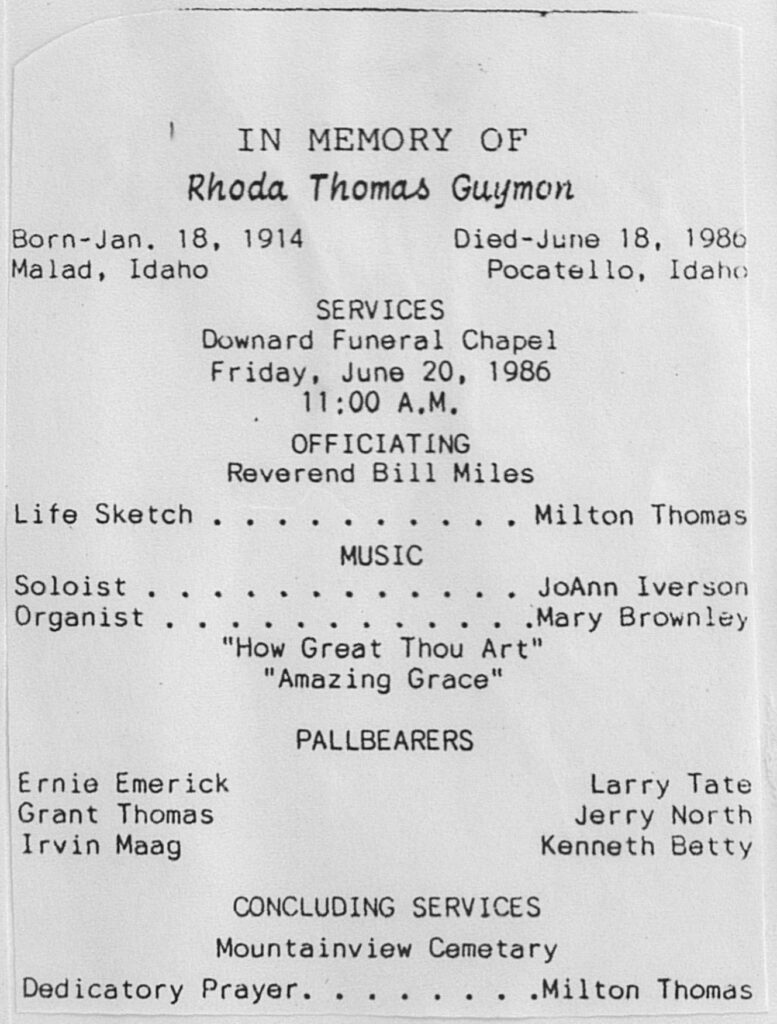 IN MEMORY OF
Rhoda Thomas Guymon
Born-Jan. 18, 1914 Died-June 18, 1986
Malad, Idaho Pocatello, Idaho
SERVICES
Downard Funeral Chapel
Friday, June 20, 1986
11:00 A.M.
OFFICIATING
Reverend Bill Miles
Life Sketch . . . . . . . . . . Milton Thomas
MUSIC
Soloist . . . . . . . . . . . . JoAnn Iverson
Organist . . . . . . . . . . . .Mary Brownley
"How Great Thou Art"
"Amazing Grace"
PALLBEARERS
Ernie Emerick Larry Tate
Grant Thomas Jerry North
Irvin Maag Kenneth Betty
CONCLUDING SERVICES
Mountainview Cemetary
Dedicatory Prayer. . . . . . . .Milton Thomas